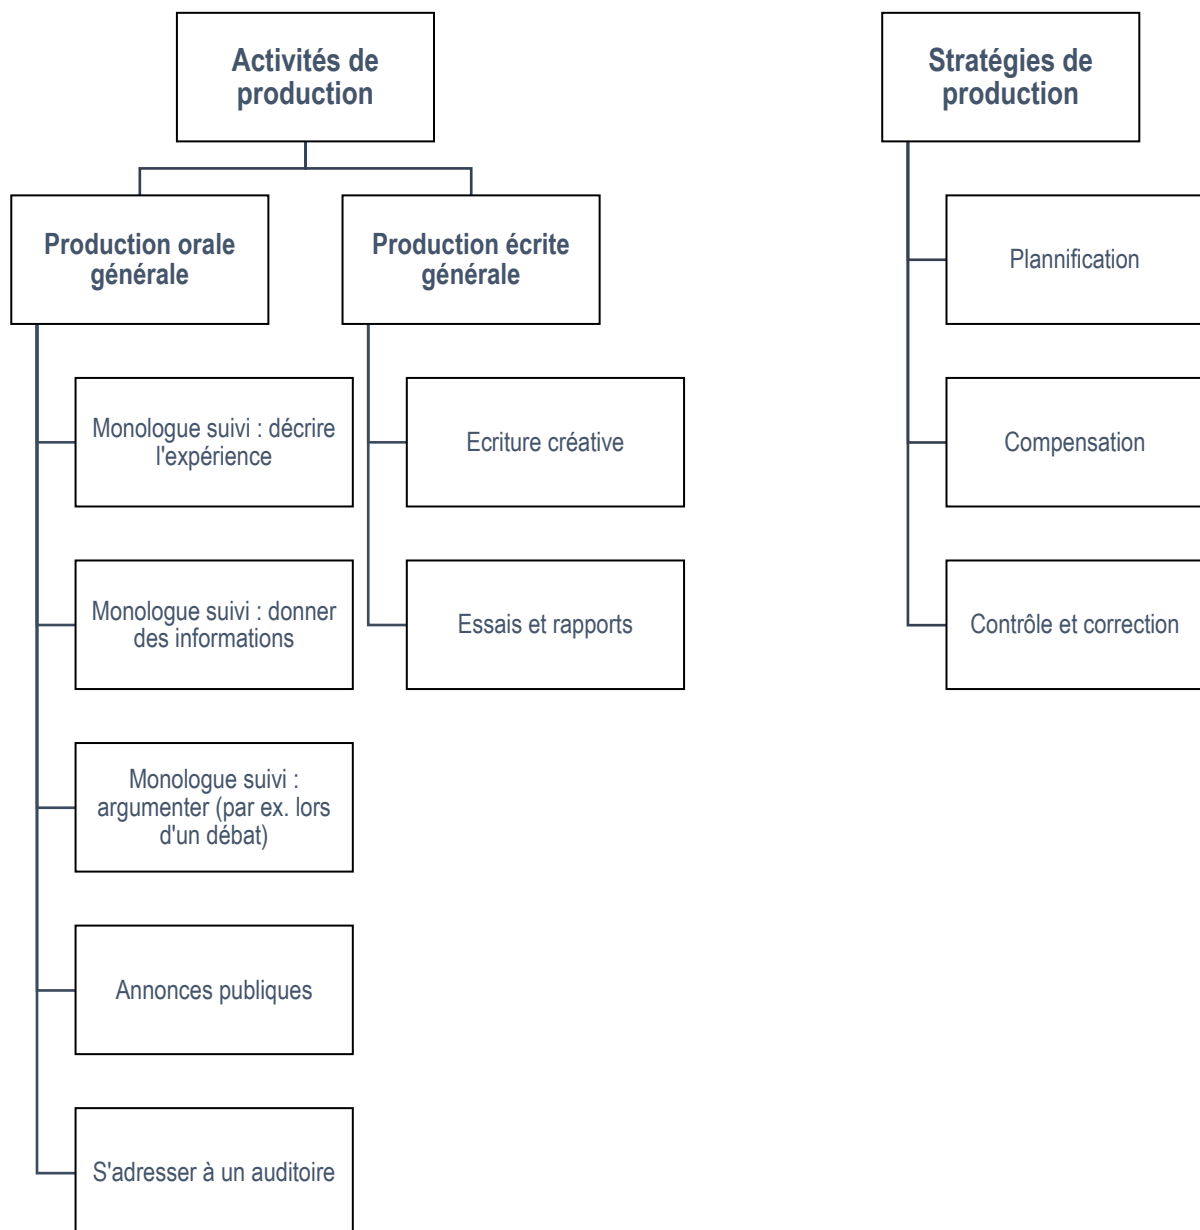 Activités de
production
Production orale
générale
Monologue suivi : décrire
l'expérience
Monologue suivi : donner
des informations
Monologue suivi :
argumenter (par ex. lors
d'un débat)
Annonces publiques
S'adresser à un auditoire
Production écrite
générale
Ecriture créative
Essais et rapports
Stratégies de
production
Plannification
Compensation
Contrôle et correction